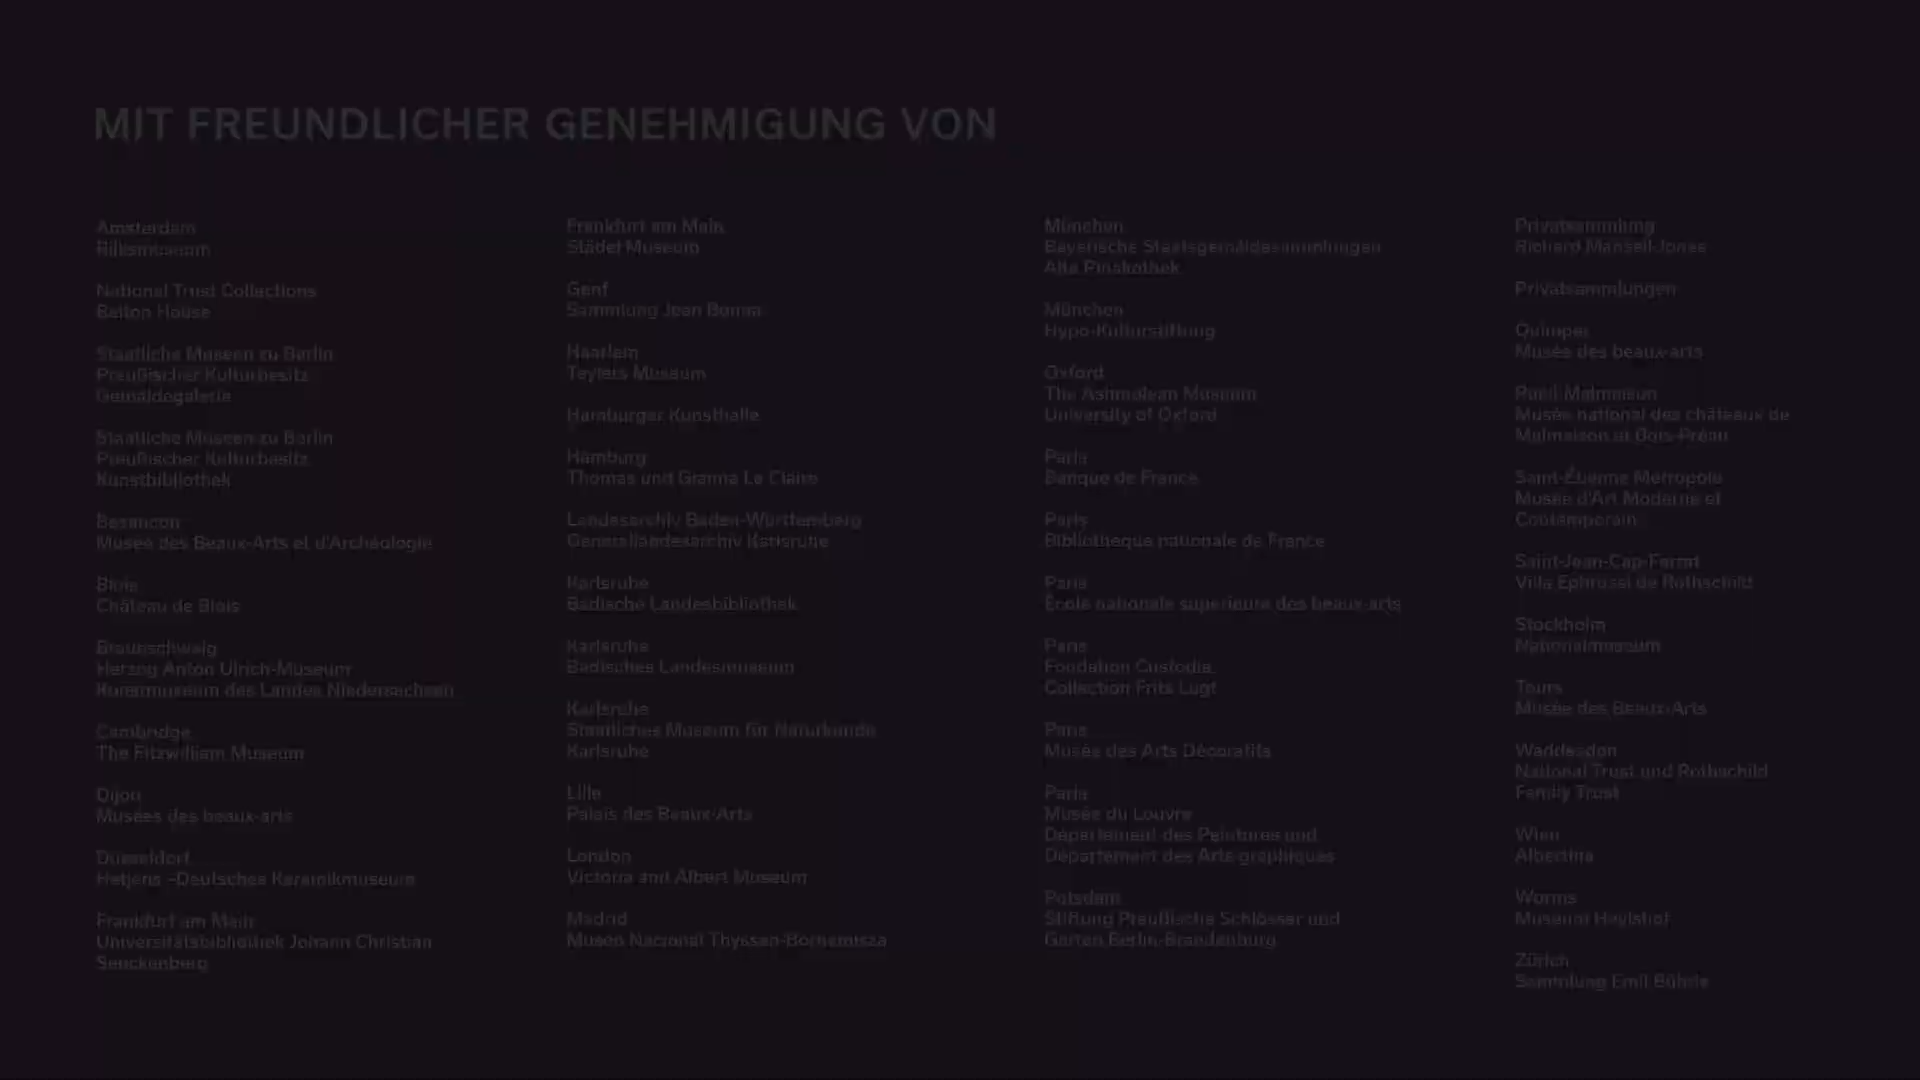 MIT FREUNDLICHER GENEHMIGUNG VON
Amsterdam
Rijksmuseum
National Trust Collections
Belton House
Staatliche Museen zu Berlin
Preußischer Kulturbesitz
Gemäldegalerie
Staatliche Museen zu Berlin
Preußischer Kulturbesitz
Kunstbibliothek
Besançon
Musée des Beaux-Arts et d'Archéologie
Blois
Château de Blois
Braunschweig
Herzog Anton Ulrich-Museum
Kunstmuseum des Landes Niedersachsen
Cambridge
The Fitzwilliam Museum
Dijon
Musées des beaux-arts
Düsseldorf
Hetjens –Deutsches Keramikmuseum
Frankfurt am Main
Universitätsbibliothek Johann Christian
Senckenberg
Frankfurt am Main
Städel Museum
Genf
Sammlung Jean Bonna
Haarlem
Teylers Museum
Hamburger Kunsthalle
Hamburg
Thomas und Gianna Le Claire
Landesarchiv Baden-Württemberg
Generallandesarchiv Karlsruhe
Karlsruhe
Badische Landesbibliothek
Karlsruhe
Badisches Landesmuseum
Karlsruhe
Staatliches Museum für Naturkunde
Karlsruhe
Lille
Palais des Beaux-Arts
London
Victoria and Albert Museum
Madrid
Museo Nacional Thyssen-Bornemisza
München
Bayerische Staatsgemäldesammlungen
Alte Pinakothek
München
Hypo-Kulturstiftung
Oxford
The Ashmolean Museum
University of Oxford
Paris
Banque de France
Paris
Bibliothèque nationale de France
Paris
École nationale supérieure des beaux-arts
Paris
Fondation Custodia
Collection Frits Lugt
Paris
Musée des Arts Décoratifs
Paris
Musée du Louvre
Département des Peintures und
Département des Arts graphiques
Potsdam
Stiftung Preußische Schlösser und
Gärten Berlin-Brandenburg
Privatsammlung
Richard Mansell-Jones
Privatsammlungen
Quimper
Musée des beaux-arts
Rueil-Malmaison
Musée national des châteaux de
Malmaison et Bois-Préau
Saint-Étienne Métropole
Musée d'Art Moderne et
Contemporain
Saint-Jean-Cap-Ferrat
Villa Ephrussi de Rothschild
Stockholm
Nationalmuseum
Tours
Musée des Beaux-Arts
Waddesdon
National Trust und Rothschild
Family Trust
Wien
Albertina
Worms
Museum Heylshof
Zürich
Sammlung Emil Bührle